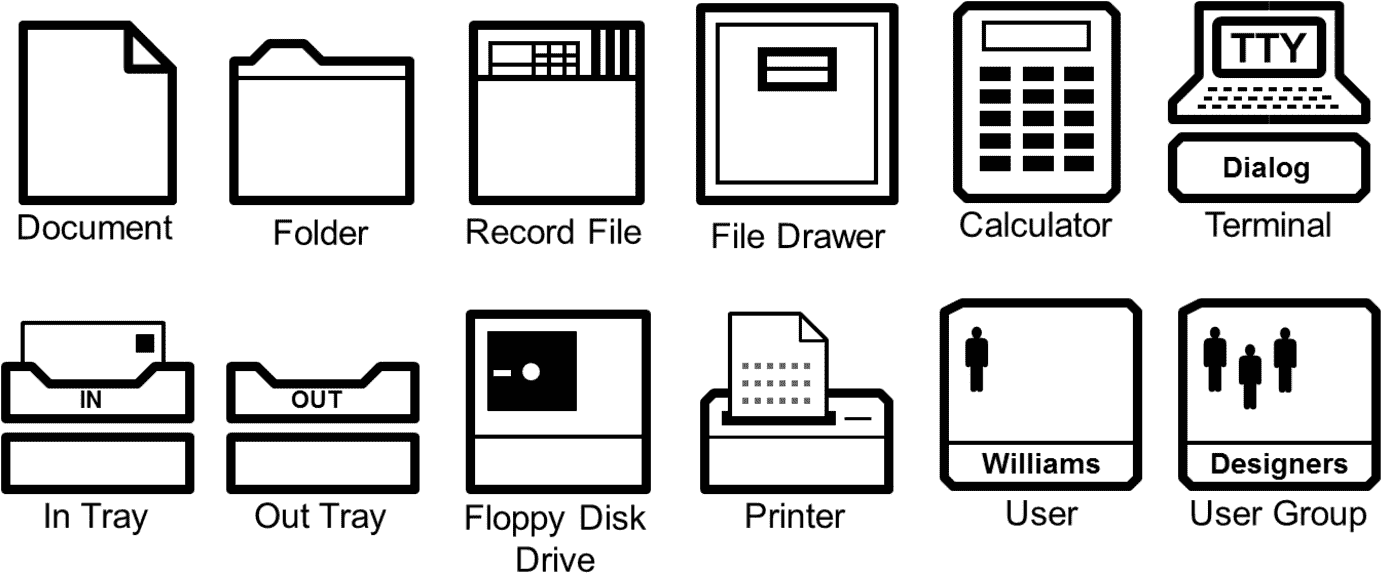 TTY
Dialog
Document
Folder
Record File
File Drawer
Calculator
Terminal
IN
OUT
Williams
Designers
In Tray
Out Tray
Floppy Disk
Drive
Printer
User
User Group